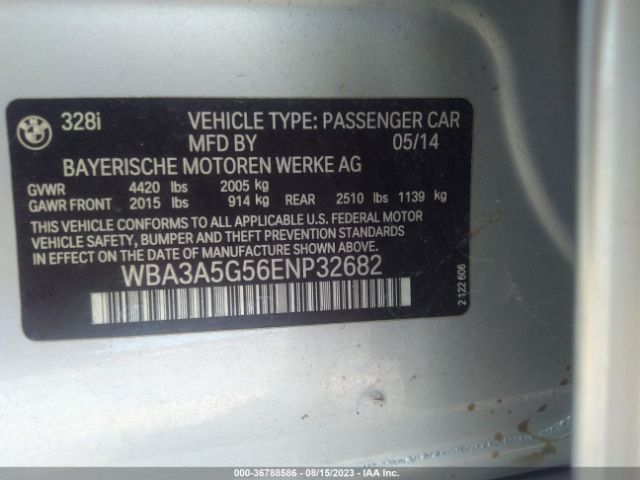 BMW
328i VEHICLE TYPE: PASSENGER CAR
MFD BY 05/14
BAYERISCHE MOTOREN WERKE AG
GVWR 4420 lbs 2005 kg
GAWR FRONT 2015 lbs 914 kg REAR 2510 lbs 1139 kg
THIS VEHICLE CONFORMS TO ALL APPLICABLE U.S. FEDERAL MOTOR
VEHICLE SAFETY, BUMPER AND THEFT PREVENTION STANDARDS
IN EFFECT ON THE DATE OF MANUFACTURE SHOWN ABOVE.
WBA3A5G56ENP32682
2 122 606
000-36788586 - 08/15/2023 - IAAI.COM